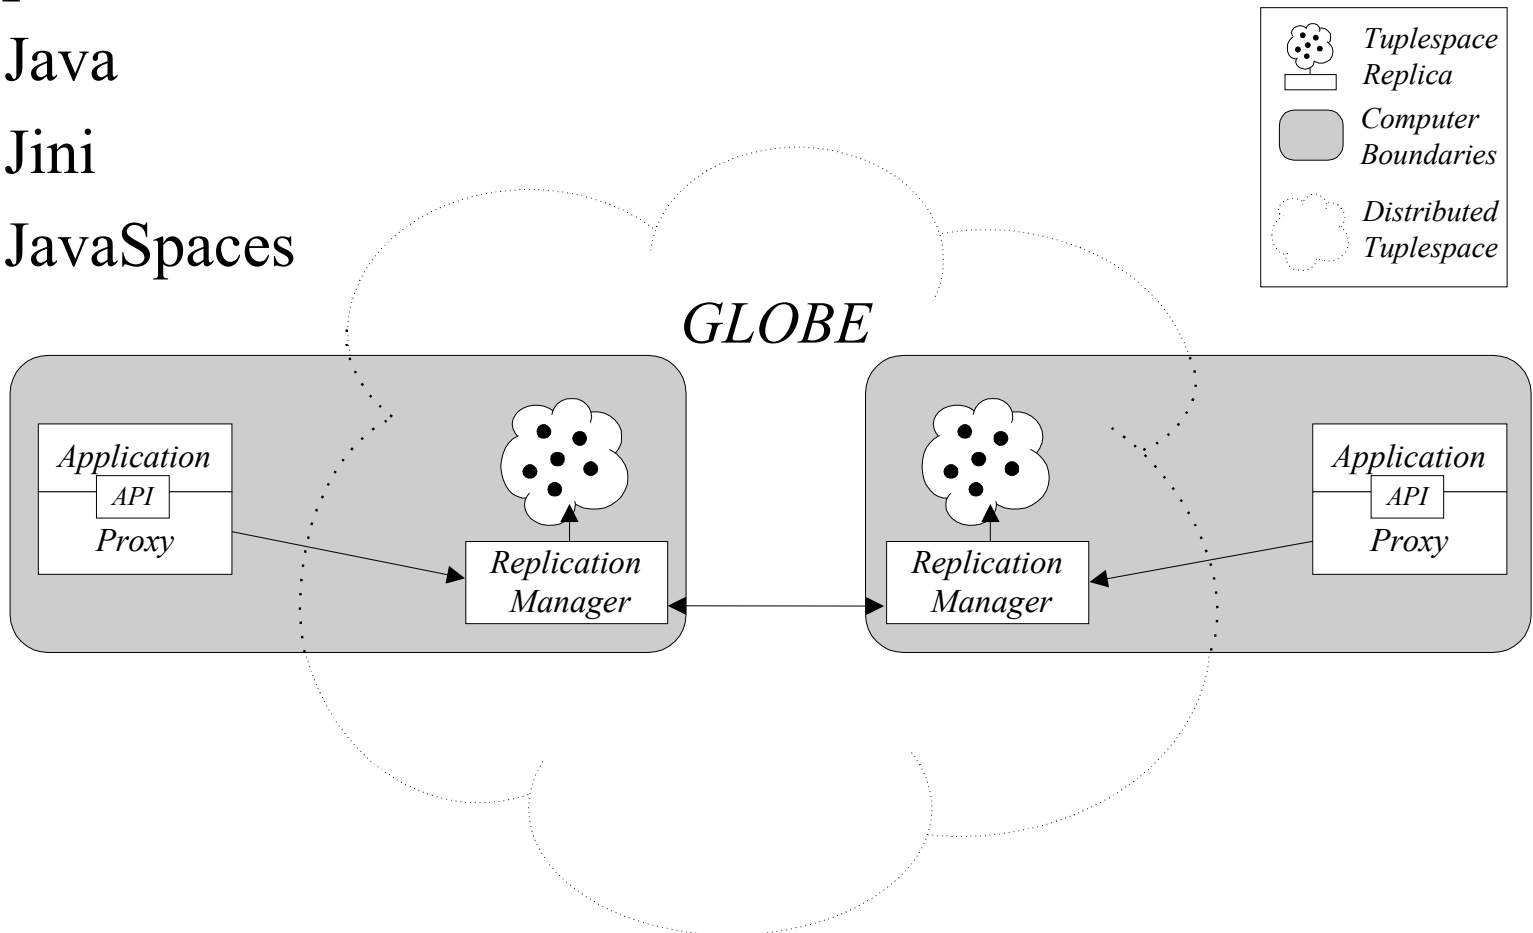 Java
Jini
JavaSpaces
Tuplespace
Replica
Computer
Boundaries
Distributed
Tuplespace
GLOBE
Application
API
Proxy
Replication
Manager
Replication
Manager
Application
API
Proxy